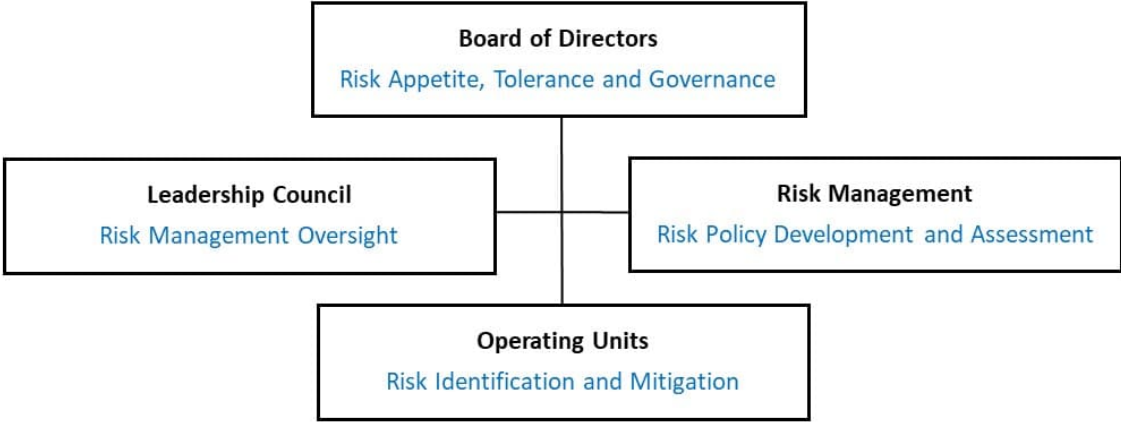 Board of Directors
Risk Appetite, Tolerance and Governance
Leadership Council
Risk Management Oversight
Risk Management
Risk Policy Development and Assessment
Operating Units
Risk Identification and Mitigation